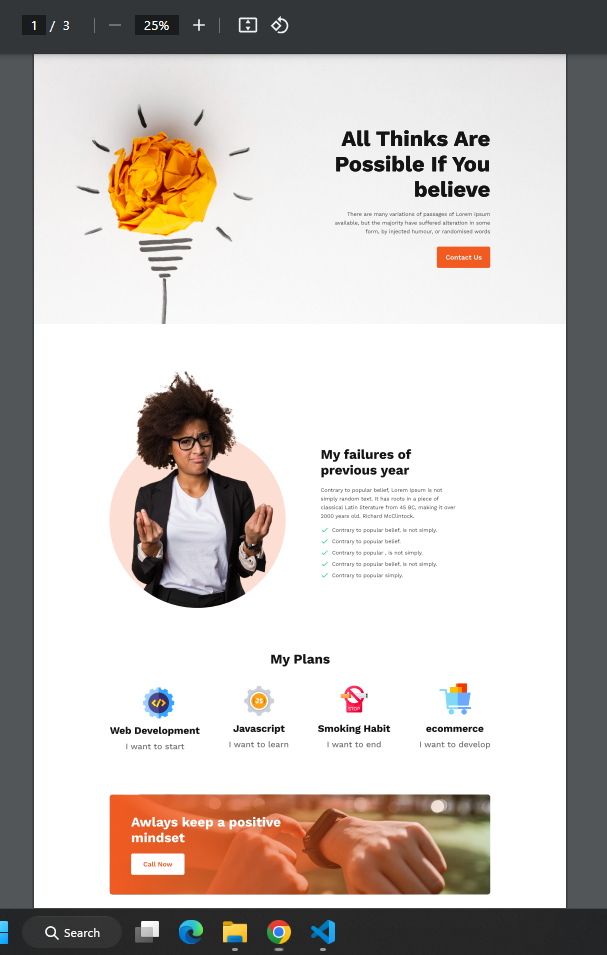 1 / 3
25%
All Thinks Are
Possible If You
believe
There are many variations of passages of Lorem Ipsum
available, but the majority have suffered alteration in some
form, by injected humour, or randomised words
Contact Us
My failures of
previous year
Contrary to popular belief, Lorem Ipsum is not
simply random text. It has roots in a piece of
classical Latin literature from 45 BC, making it over
2000 years old. Richard McClintock,
Contrary to popular belief, is not simply.
Contrary to popular belief.
Contrary to popular , is not simply.
Contrary to popular belief, is not simply.
Contrary to popular simply.
My Plans
JS
STOP
Web Development
Javascript
Smoking Habit
ecommerce
I want to start
I want to learn
I want to end
I want to develop
Awlays keep a positive
mindset
Call Now
Search